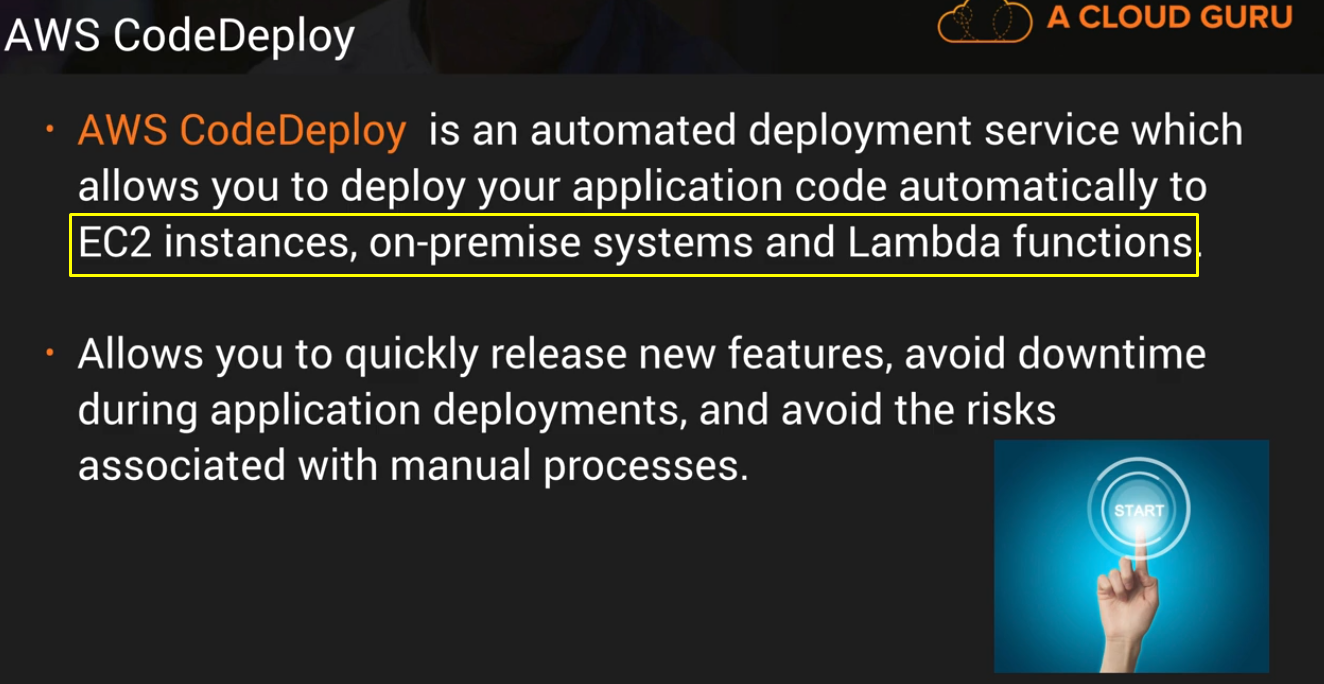 AWS CodeDeploy
A CLOUD GURU
• AWS CodeDeploy is an automated deployment service which
allows you to deploy your application code automatically to
EC2 instances, on-premise systems and Lambda functions.
• Allows you to quickly release new features, avoid downtime
during application deployments, and avoid the risks
associated with manual processes.
START